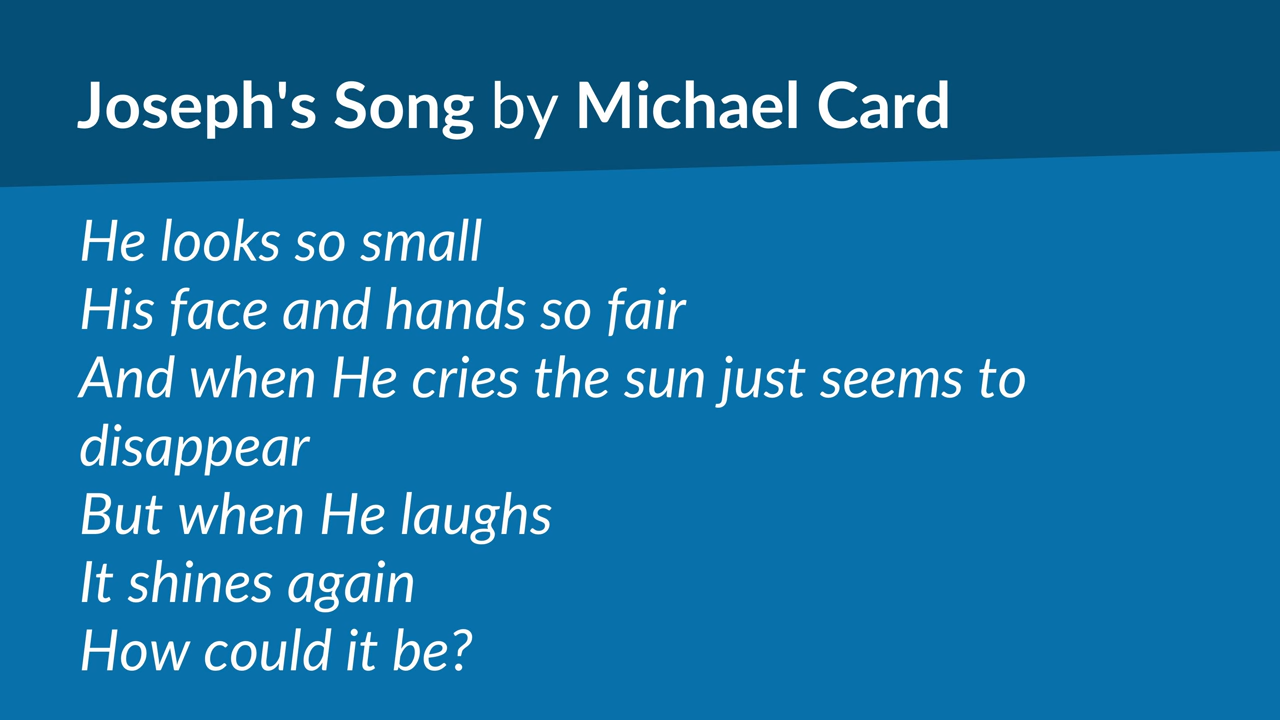 Joseph's Song by Michael Card
He looks so small
His face and hands so fair
And when He cries the sun just seems to
disappear
But when He laughs
It shines again
How could it be?